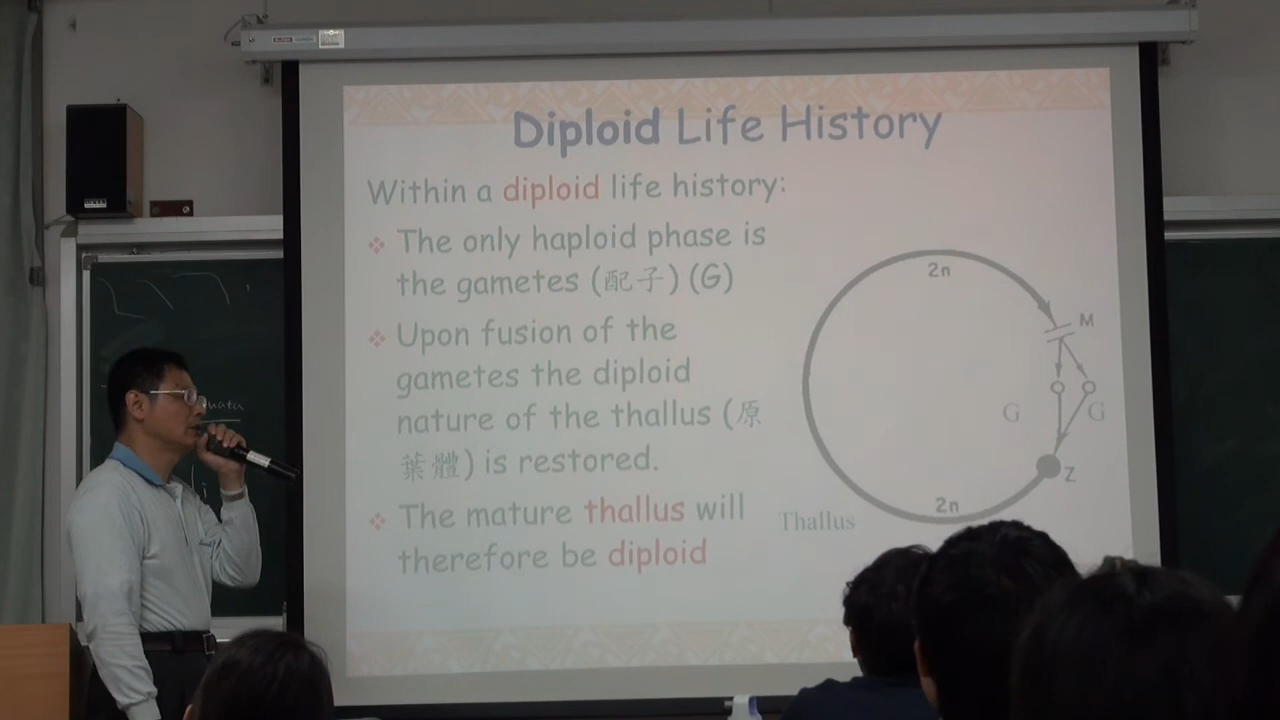 Diploid Life History
Within a diploid life history:
The only haploid phase is
the gametes (配子) (G)
Upon fusion of the
gametes the diploid
nature of the thallus (原
葉體) is restored.
The mature thallus will
therefore be diploid
2n
M
G
G
Z
2n
Thallus